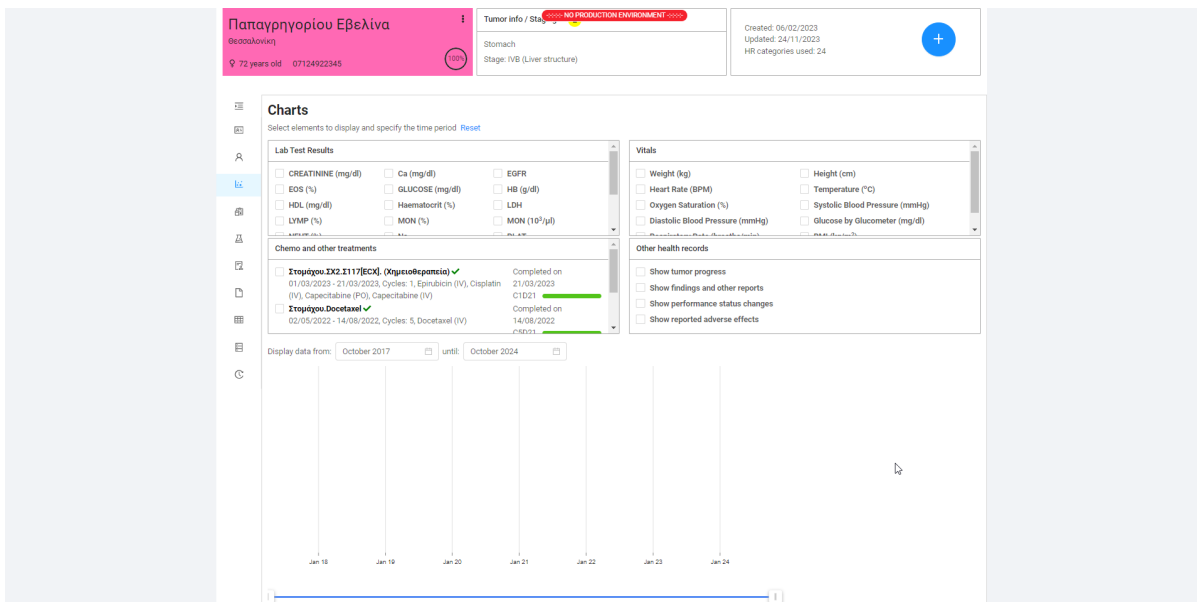 Παπαγρηγορίου Εβελίνα
Θεσσαλονίκη
72 years old 07124922345
100%
Tumor info / Stag
-:-:-:- NO PRODUCTION ENVIRONMENT -:-:-:-
Stomach
Stage: IVB (Liver structure)
Created: 06/02/2023
Updated: 24/11/2023
HR categories used: 24
Charts
Select elements to display and specify the time period Reset
Lab Test Results
CREATININE (mg/dl) Ca (mg/dl) EGFR
EOS (%) GLUCOSE (mg/dl) HB (g/dl)
HDL (mg/dl) Haematocrit (%) LDH
LYMP (%) MON (%) MON (10³/μl)
Vitals
Weight (kg) Height (cm)
Heart Rate (BPM) Temperature (°C)
Oxygen Saturation (%) Systolic Blood Pressure (mmHg)
Diastolic Blood Pressure (mmHg) Glucose by Glucometer (mg/dl)
Chemo and other treatments
Στομάχου.ΣΧ2.Σ117[ECX]. (Χημειοθεραπεία)
01/03/2023 - 21/03/2023, Cycles: 1, Epirubicin (IV), Cisplatin
(IV), Capecitabine (PO), Capecitabine (IV)
Completed on
21/03/2023
C1D21
Στομάχου.Docetaxel
02/05/2022 - 14/08/2022, Cycles: 5, Docetaxel (IV)
Completed on
14/08/2022
C5D21
Other health records
Show tumor progress
Show findings and other reports
Show performance status changes
Show reported adverse effects
Display data from: October 2017 until: October 2024
Jan 18 Jan 19 Jan 20 Jan 21 Jan 22 Jan 23 Jan 24